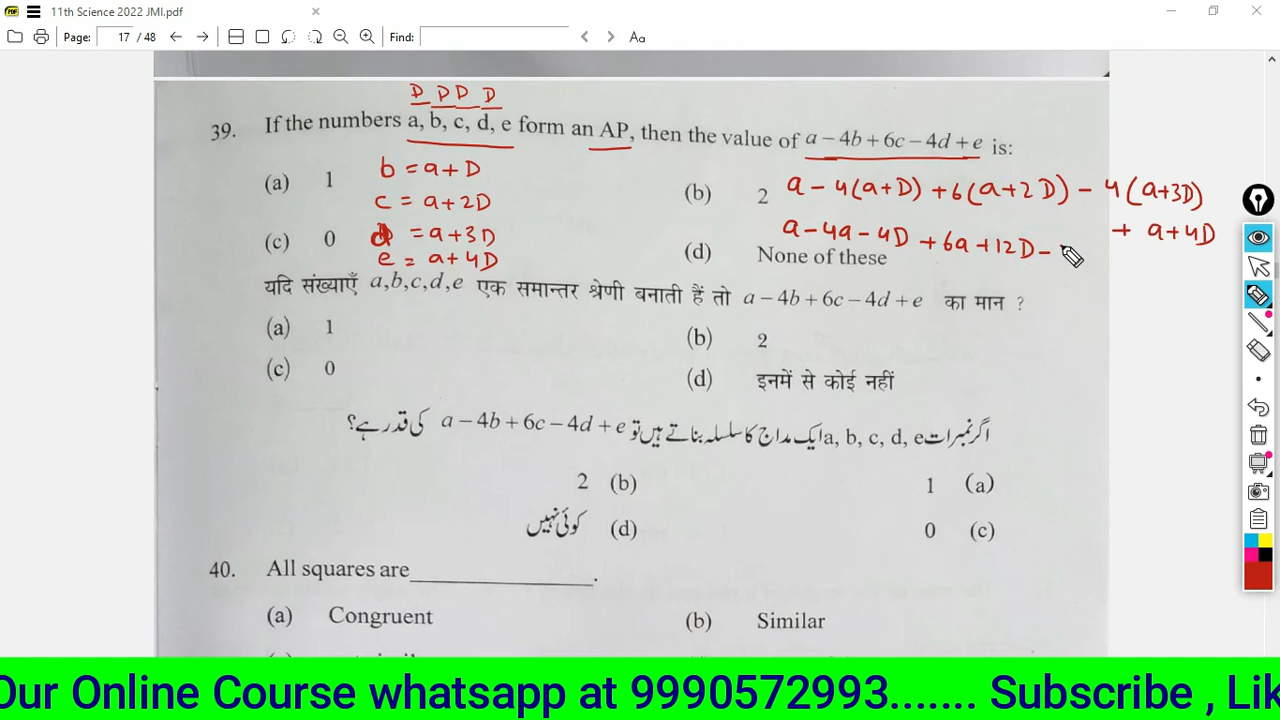 11th Science 2022 JMI.pdf
Page: 17 / 48 Find: Aa
D D D D
39. If the numbers a, b, c, d, e form an AP, then the value of a − 4b + 6c − 4d + e is:
(a) 1
b = a + D
(b) 2
a − 4(a+D) + 6(a+2D) − 4(a+3D)
c = a + 2D
+ a + 4D
(c) 0
d = a + 3D
a − 4a − 4D + 6a + 12D −
(d) None of these
e = a + 4D
यदि संख्याएँ a,b,c,d,e एक समान्तर श्रेणी बनाती हैं तो a − 4b + 6c − 4d + e का मान ?
(a) 1
(b) 2
(c) 0
(d) इनमें से कोई नहीं
اگر نمبرات a, b, c, d, e ایک مداج کا سلسلہ بناتے ہیں تو a − 4b + 6c − 4d + e کی قدر ہے؟
1 (a)
2 (b)
0 (c)
کوئی نہیں (d)
40. All squares are____________.
(a) Congruent
(b) Similar
Our Online Course whatsapp at 9990572993....... Subscribe , Lik